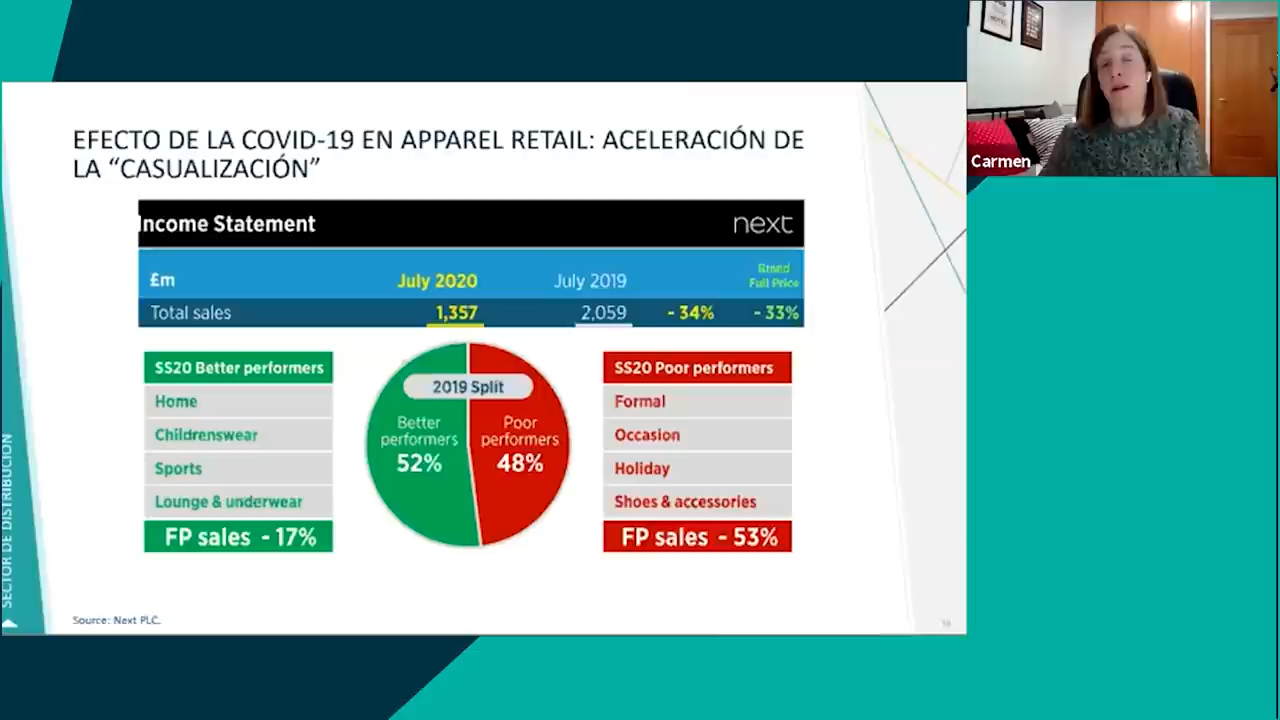 EFECTO DE LA COVID-19 EN APPAREL RETAIL: ACELERACIÓN DE
LA “CASUALIZACIÓN”
Income Statement
next
£m
July 2020
July 2019
Brand
Full Price
Total sales
1,357
2,059
- 34%
- 33%
SS20 Better performers
Home
Childrenswear
Sports
Lounge & underwear
FP sales - 17%
2019 Split
Better
performers
52%
Poor
performers
48%
SS20 Poor performers
Formal
Occasion
Holiday
Shoes & accessories
FP sales - 53%
Source: Next PLC.
SECTOR DE DISTRIBUCIÓN
Carmen